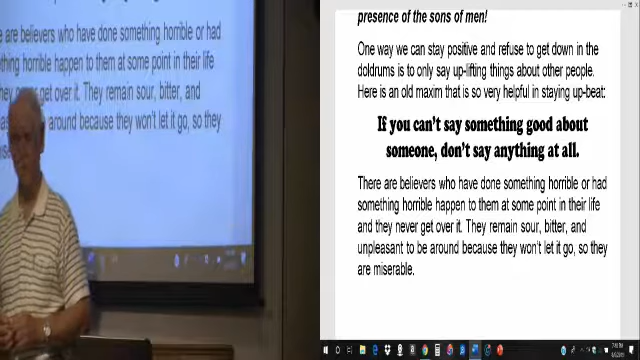 e are believers who have done something horrible or had
thing horrible happen to them at some point in their life
they never get over it. They remain sour, bitter, and
around because they won't let it go, so they
presence of the sons of men!
One way we can stay positive and refuse to get down in the
doldrums is to only say up-lifting things about other people.
Here is an old maxim that is so very helpful in staying up-beat:
If you can't say something good about
someone, don't say anything at all.
There are believers who have done something horrible or had
something horrible happen to them at some point in their life
and they never get over it. They remain sour, bitter, and
unpleasant to be around because they won't let it go, so they
are miserable.